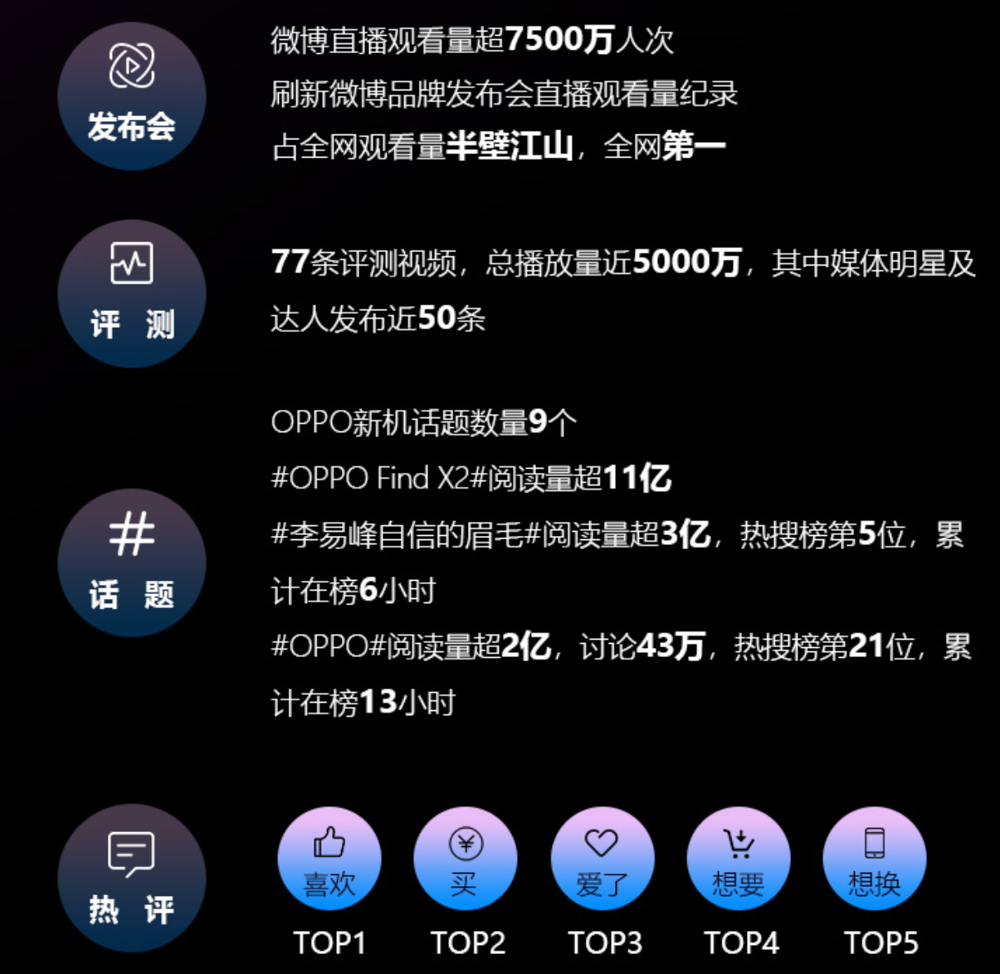 发布会
微博直播观看量超7500万人次
刷新微博品牌发布会直播观看量纪录
占全网观看量半壁江山，全网第一
评 测
77条评测视频，总播放量近5000万，其中媒体明星及
达人发布近50条
话 题
OPPO新机话题数量9个
#OPPO Find X2#阅读量超11亿
#李易峰自信的眉毛#阅读量超3亿，热搜榜第5位，累
计在榜6小时
#OPPO#阅读量超2亿，讨论43万，热搜榜第21位，累
计在榜13小时
热 评
喜欢 买 爱了 想要 想换
TOP1 TOP2 TOP3 TOP4 TOP5